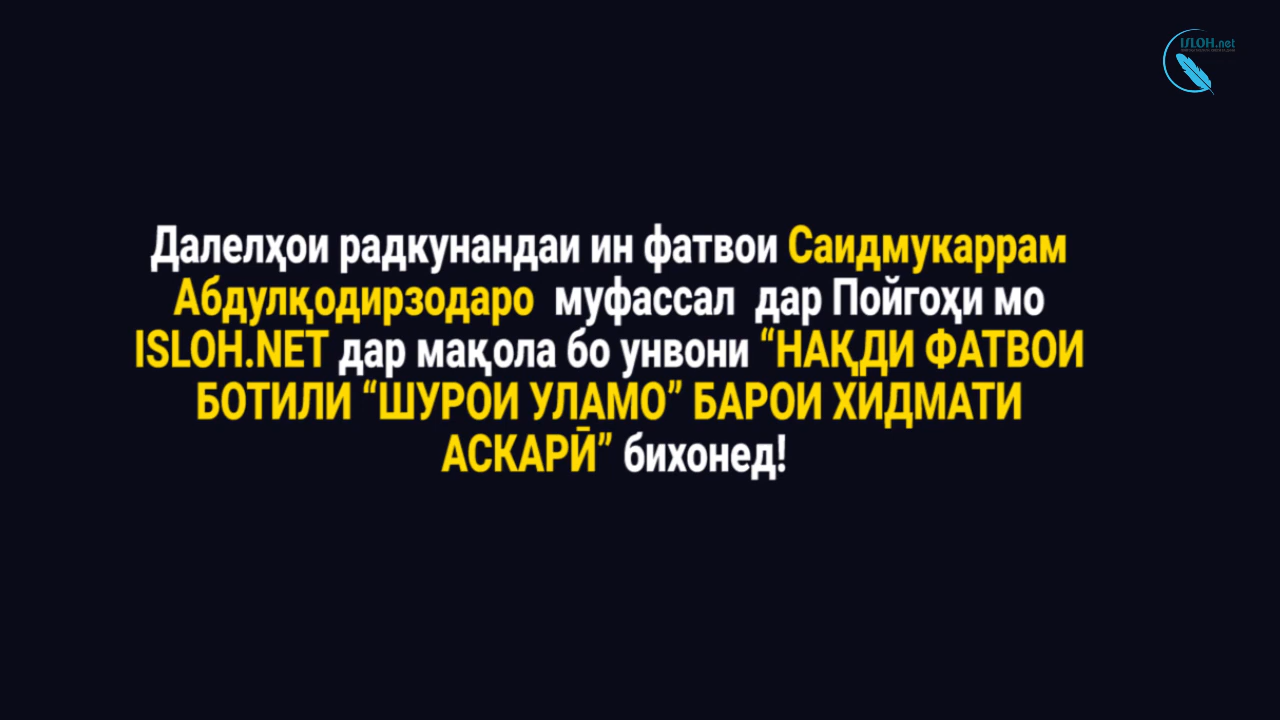 ISLOH.net
Далелҳои радкунандаи ин фатвои Саидмукаррам
Абдулқодирзодаро муфассал дар Пойгоҳи мо
ISLOH.NET дар мақола бо унвони “НАҚДИ ФАТВОИ
БОТИЛИ “ШУРОИ УЛАМО” БАРОИ ХИДМАТИ
АСКАРӢ” бихонед!